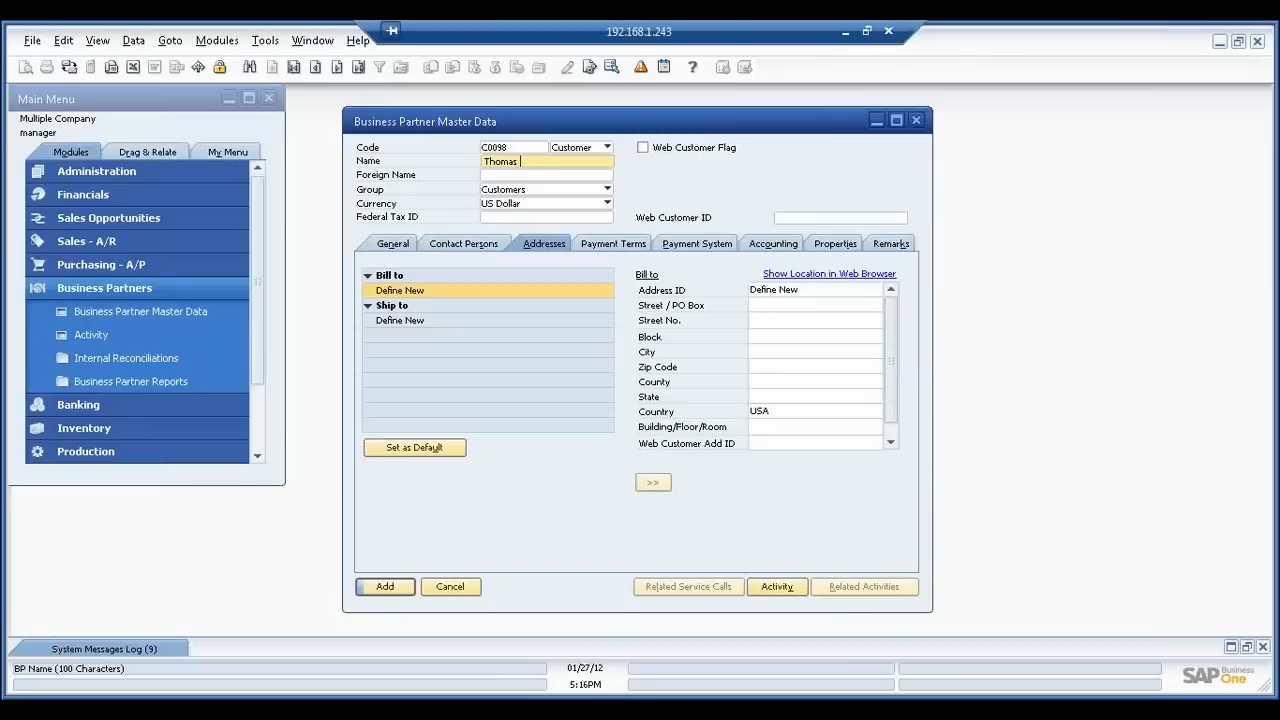 192.168.1.243
File Edit View Data Goto Modules Tools Window Help
Main Menu
Multiple Company
manager
Modules Drag & Relate My Menu
Administration
Financials
Sales Opportunities
Sales - A/R
Purchasing - A/P
Business Partners
Business Partner Master Data
Activity
Internal Reconciliations
Business Partner Reports
Banking
Inventory
Production
Business Partner Master Data
Code C0098 Customer Web Customer Flag
Name Thomas
Foreign Name
Group Customers
Currency US Dollar
Federal Tax ID Web Customer ID
General Contact Persons Addresses Payment Terms Payment System Accounting Properties Remarks
Bill to
Define New
Ship to
Define New
Set as Default
Bill to Show Location in Web Browser
Address ID Define New
Street / PO Box
Street No.
Block
City
Zip Code
County
State
Country USA
Building/Floor/Room
Web Customer Add ID
>>
Add Cancel Related Service Calls Activity Related Activities
System Messages Log (9)
BP Name (100 Characters) 01/27/12
5:16PM
SAP Business One